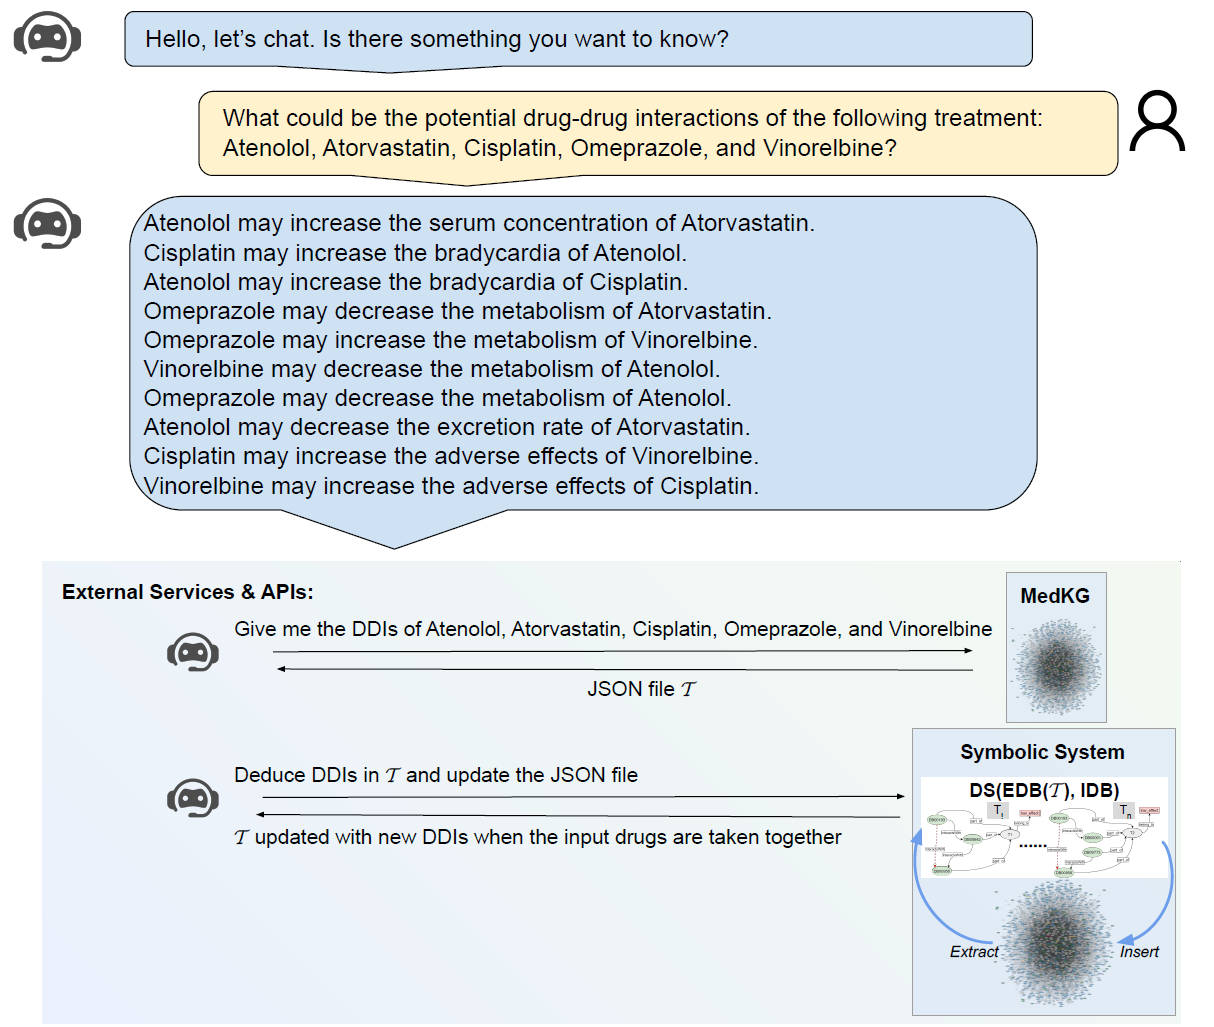 Hello, let's chat. Is there something you want to know?
What could be the potential drug-drug interactions of the following treatment:
Atenolol, Atorvastatin, Cisplatin, Omeprazole, and Vinorelbine?
Atenolol may increase the serum concentration of Atorvastatin.
Cisplatin may increase the bradycardia of Atenolol.
Atenolol may increase the bradycardia of Cisplatin.
Omeprazole may decrease the metabolism of Atorvastatin.
Omeprazole may increase the metabolism of Vinorelbine.
Vinorelbine may decrease the metabolism of Atenolol.
Omeprazole may decrease the metabolism of Atenolol.
Atenolol may decrease the excretion rate of Atorvastatin.
Cisplatin may increase the adverse effects of Vinorelbine.
Vinorelbine may increase the adverse effects of Cisplatin.
External Services & APIs:
MedKG
Give me the DDIs of Atenolol, Atorvastatin, Cisplatin, Omeprazole, and Vinorelbine
JSON file 𝒯
Symbolic System
Deduce DDIs in 𝒯 and update the JSON file
𝒯 updated with new DDIs when the input drugs are taken together
DS(EDB(𝒯), IDB)
T
T n
T1
T2
......
Extract
Insert